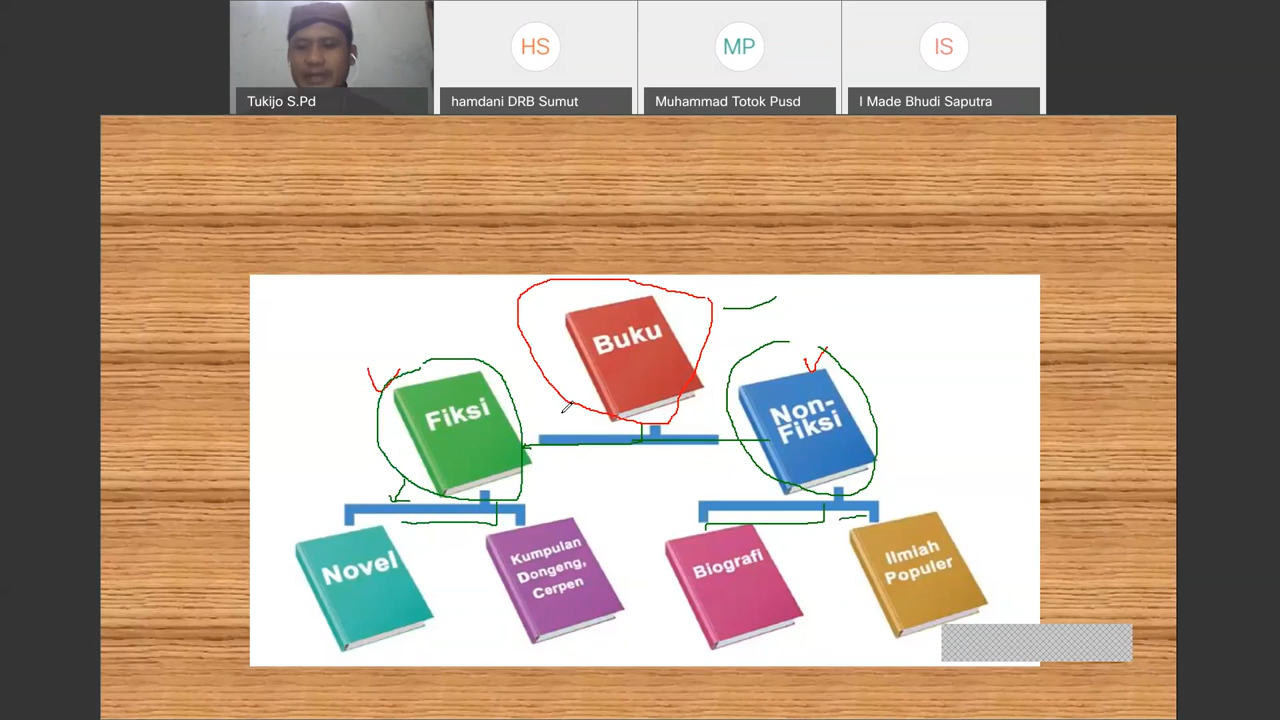 HS
MP
IS
Tukijo S.Pd
hamdani DRB Sumut
Muhammad Totok Pusd
I Made Bhudi Saputra
Buku
Fiksi
Non-
Fiksi
Novel
Kumpulan
Dongeng,
Cerpen
Biografi
Ilmiah
Populer